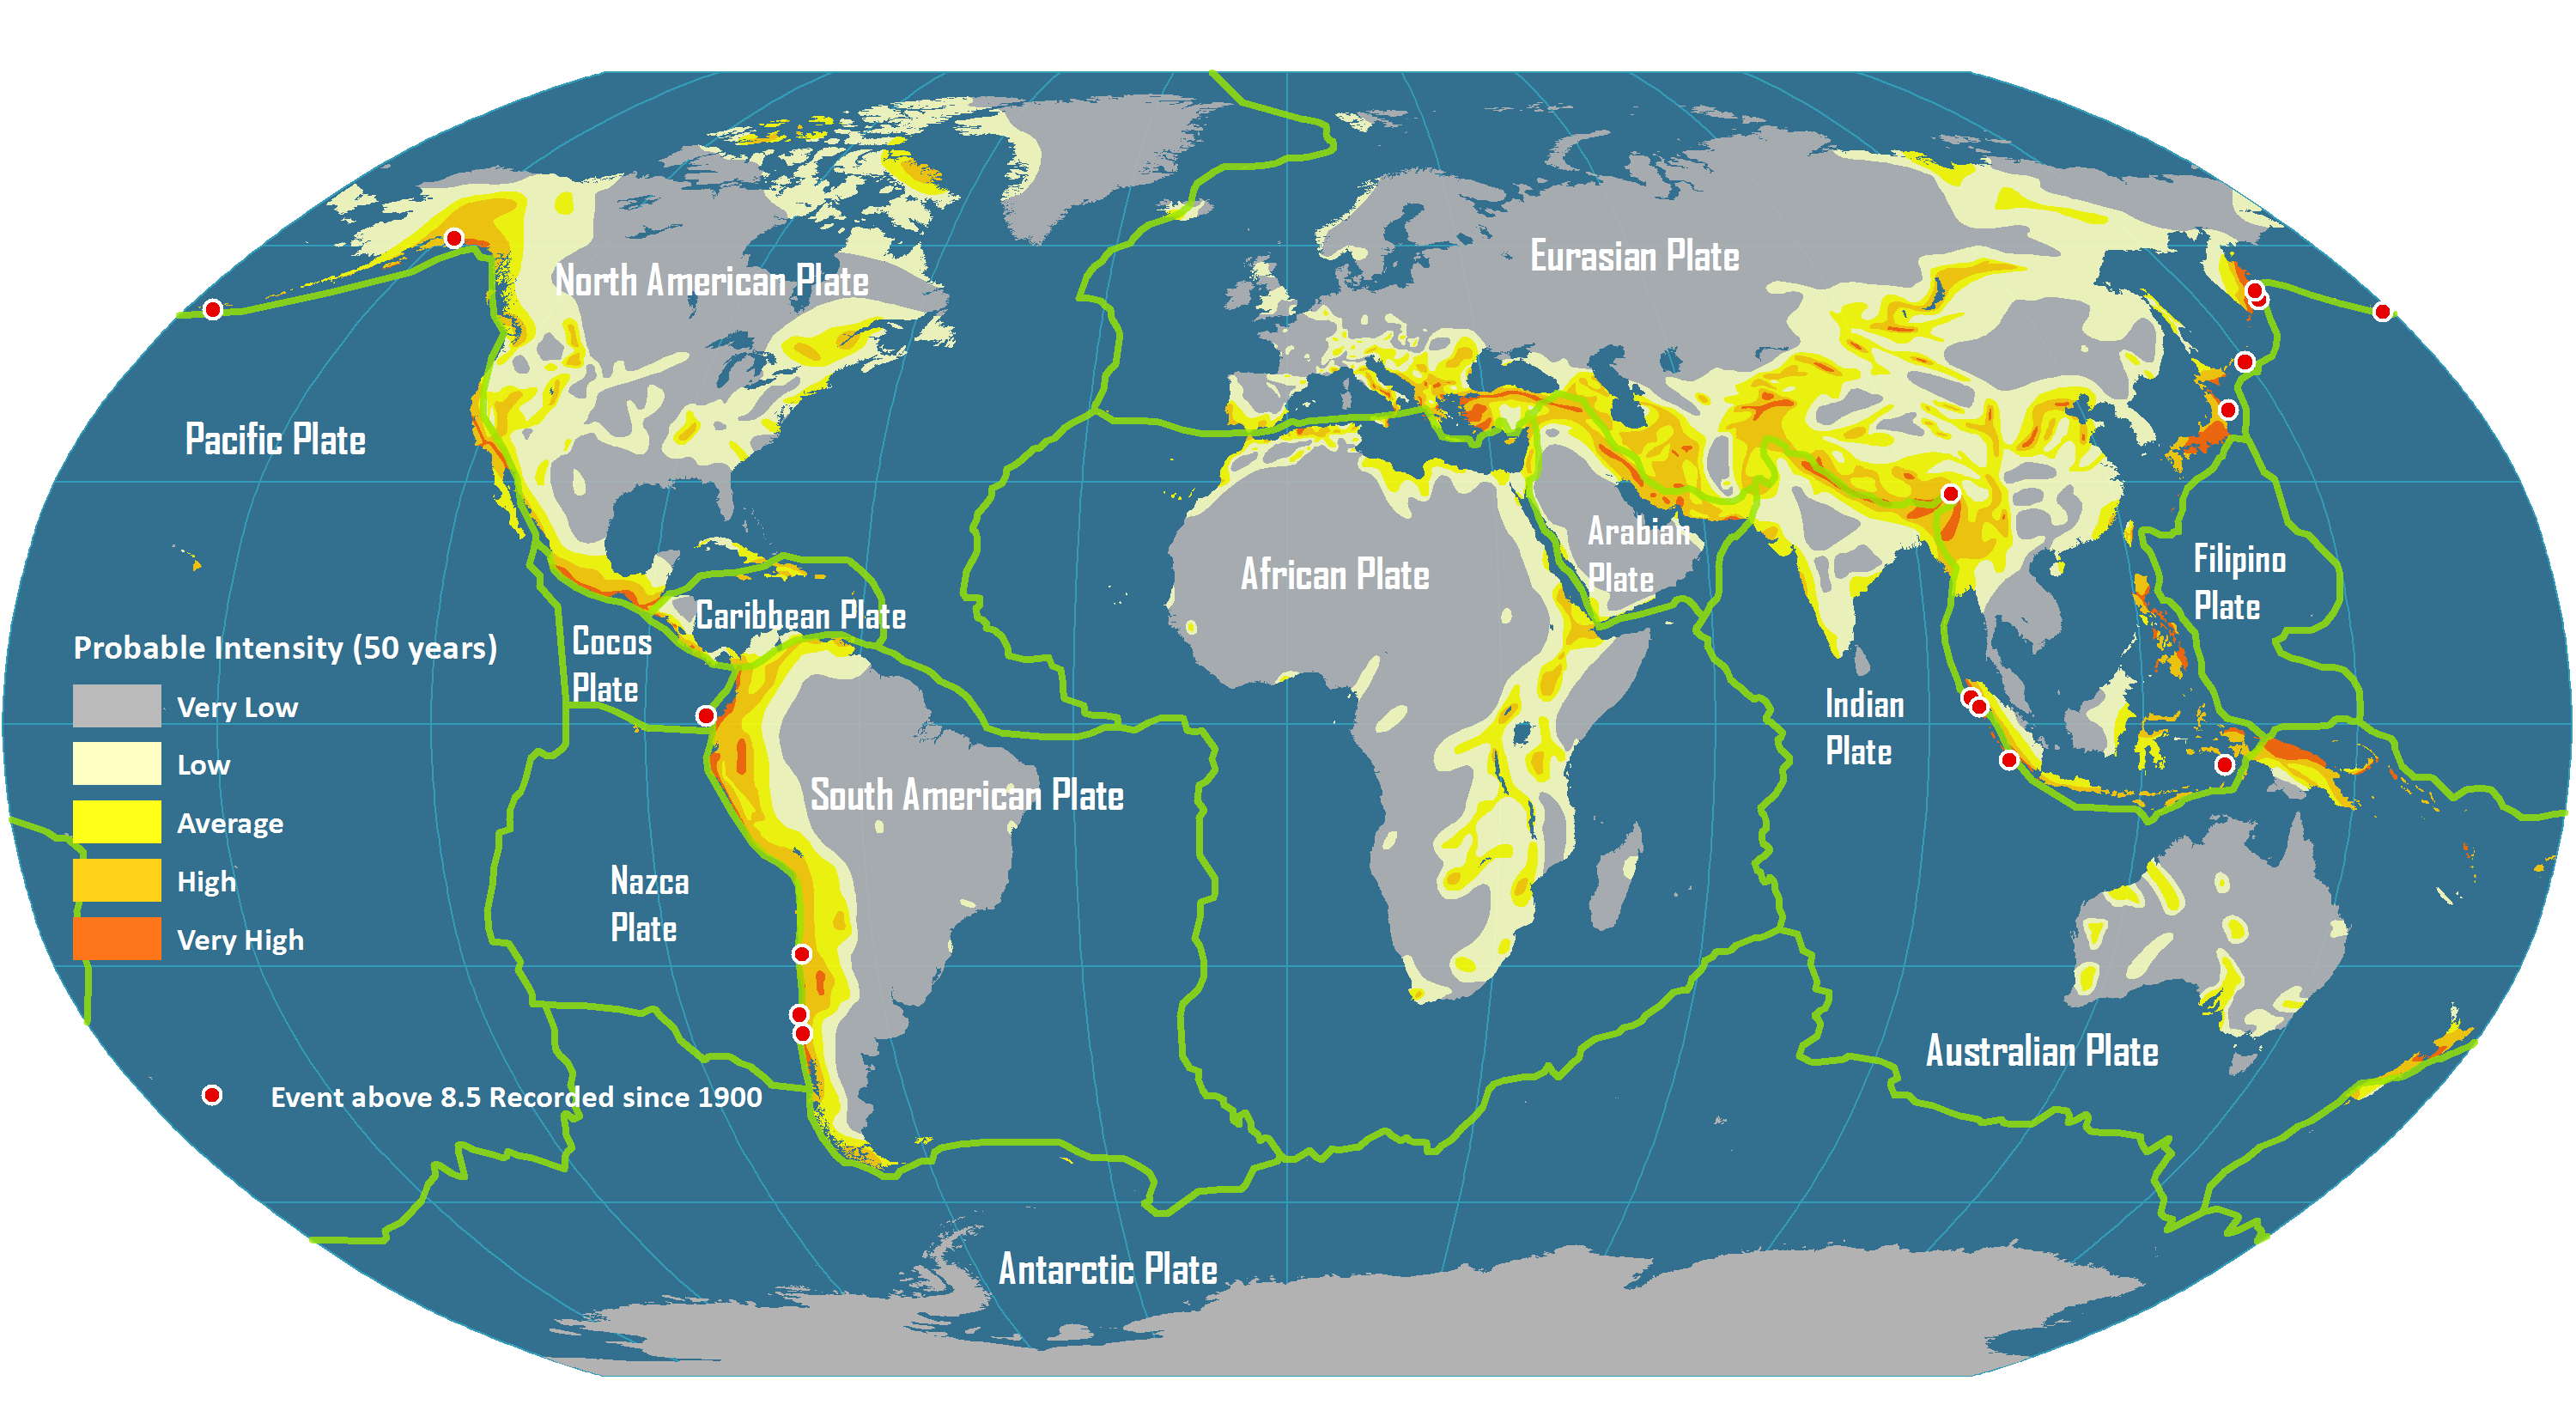 Eurasian Plate
North American Plate
Pacific Plate
Arabian
Plate
Filipino
Plate
African Plate
Caribbean Plate
Cocos
Plate
Indian
Plate
South American Plate
Nazca
Plate
Australian Plate
Antarctic Plate
Probable Intensity (50 years)
Very Low
Low
Average
High
Very High
Event above 8.5 Recorded since 1900